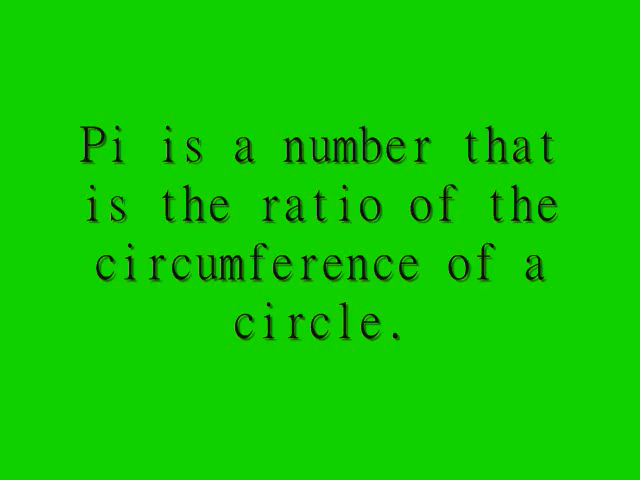 Pi is a number that
is the ratio of the
circumference of a
circle.